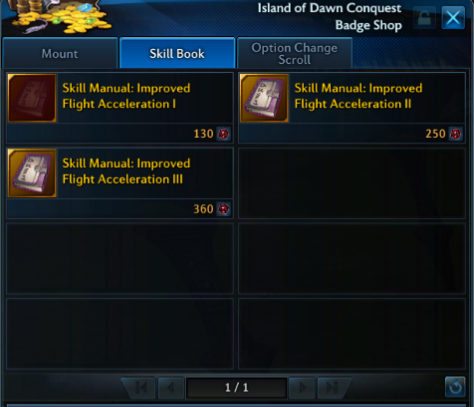 Island of Dawn Conquest
Badge Shop
Mount
Skill Book
Option Change
Scroll
Skill Manual: Improved
Flight Acceleration I
130
Skill Manual: Improved
Flight Acceleration II
250
Skill Manual: Improved
Flight Acceleration III
360
1 / 1